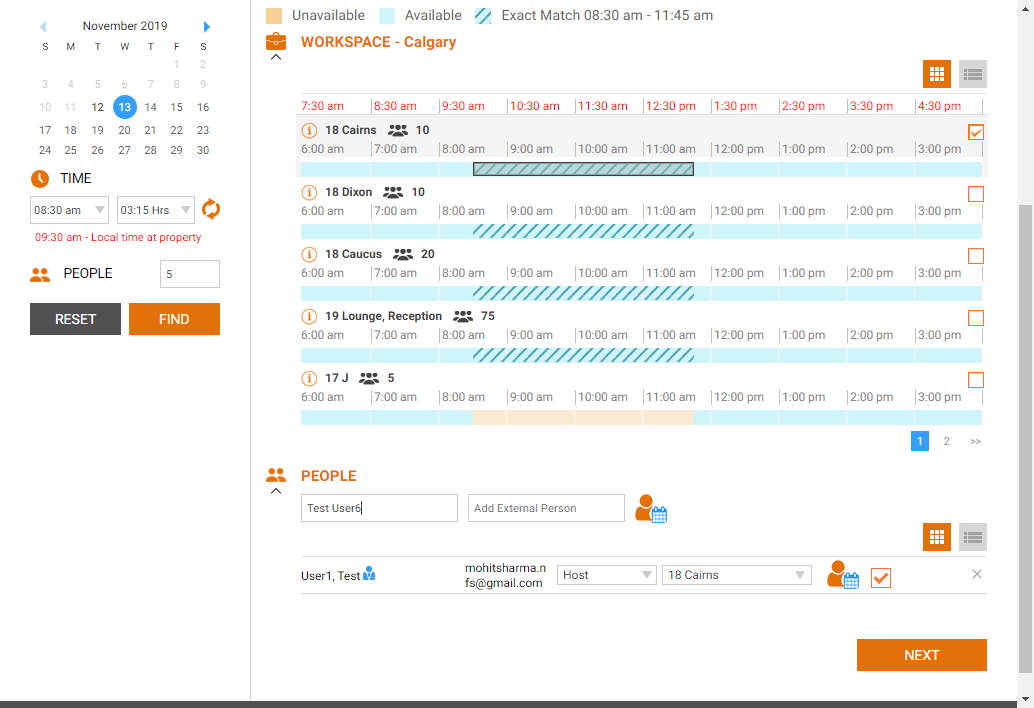 November 2019
S M T W T F S
1 2
3 4 5 6 7 8 9
10 11 12 13 14 15 16
17 18 19 20 21 22 23
24 25 26 27 28 29 30
TIME
08:30 am 03:15 Hrs
09:30 am - Local time at property
PEOPLE 5
RESET FIND
Unavailable Available Exact Match 08:30 am - 11:45 am
WORKSPACE - Calgary
7:30 am 8:30 am 9:30 am 10:30 am 11:30 am 12:30 pm 1:30 pm 2:30 pm 3:30 pm 4:30 pm
18 Cairns 10
6:00 am 7:00 am 8:00 am 9:00 am 10:00 am 11:00 am 12:00 pm 1:00 pm 2:00 pm 3:00 pm
18 Dixon 10
6:00 am 7:00 am 8:00 am 9:00 am 10:00 am 11:00 am 12:00 pm 1:00 pm 2:00 pm 3:00 pm
18 Caucus 20
6:00 am 7:00 am 8:00 am 9:00 am 10:00 am 11:00 am 12:00 pm 1:00 pm 2:00 pm 3:00 pm
19 Lounge, Reception 75
6:00 am 7:00 am 8:00 am 9:00 am 10:00 am 11:00 am 12:00 pm 1:00 pm 2:00 pm 3:00 pm
17 J 5
6:00 am 7:00 am 8:00 am 9:00 am 10:00 am 11:00 am 12:00 pm 1:00 pm 2:00 pm 3:00 pm
1 2 >>
PEOPLE
Test User6 Add External Person
User1, Test mohitsharma.n Host 18 Cairns
fs@gmail.com
NEXT